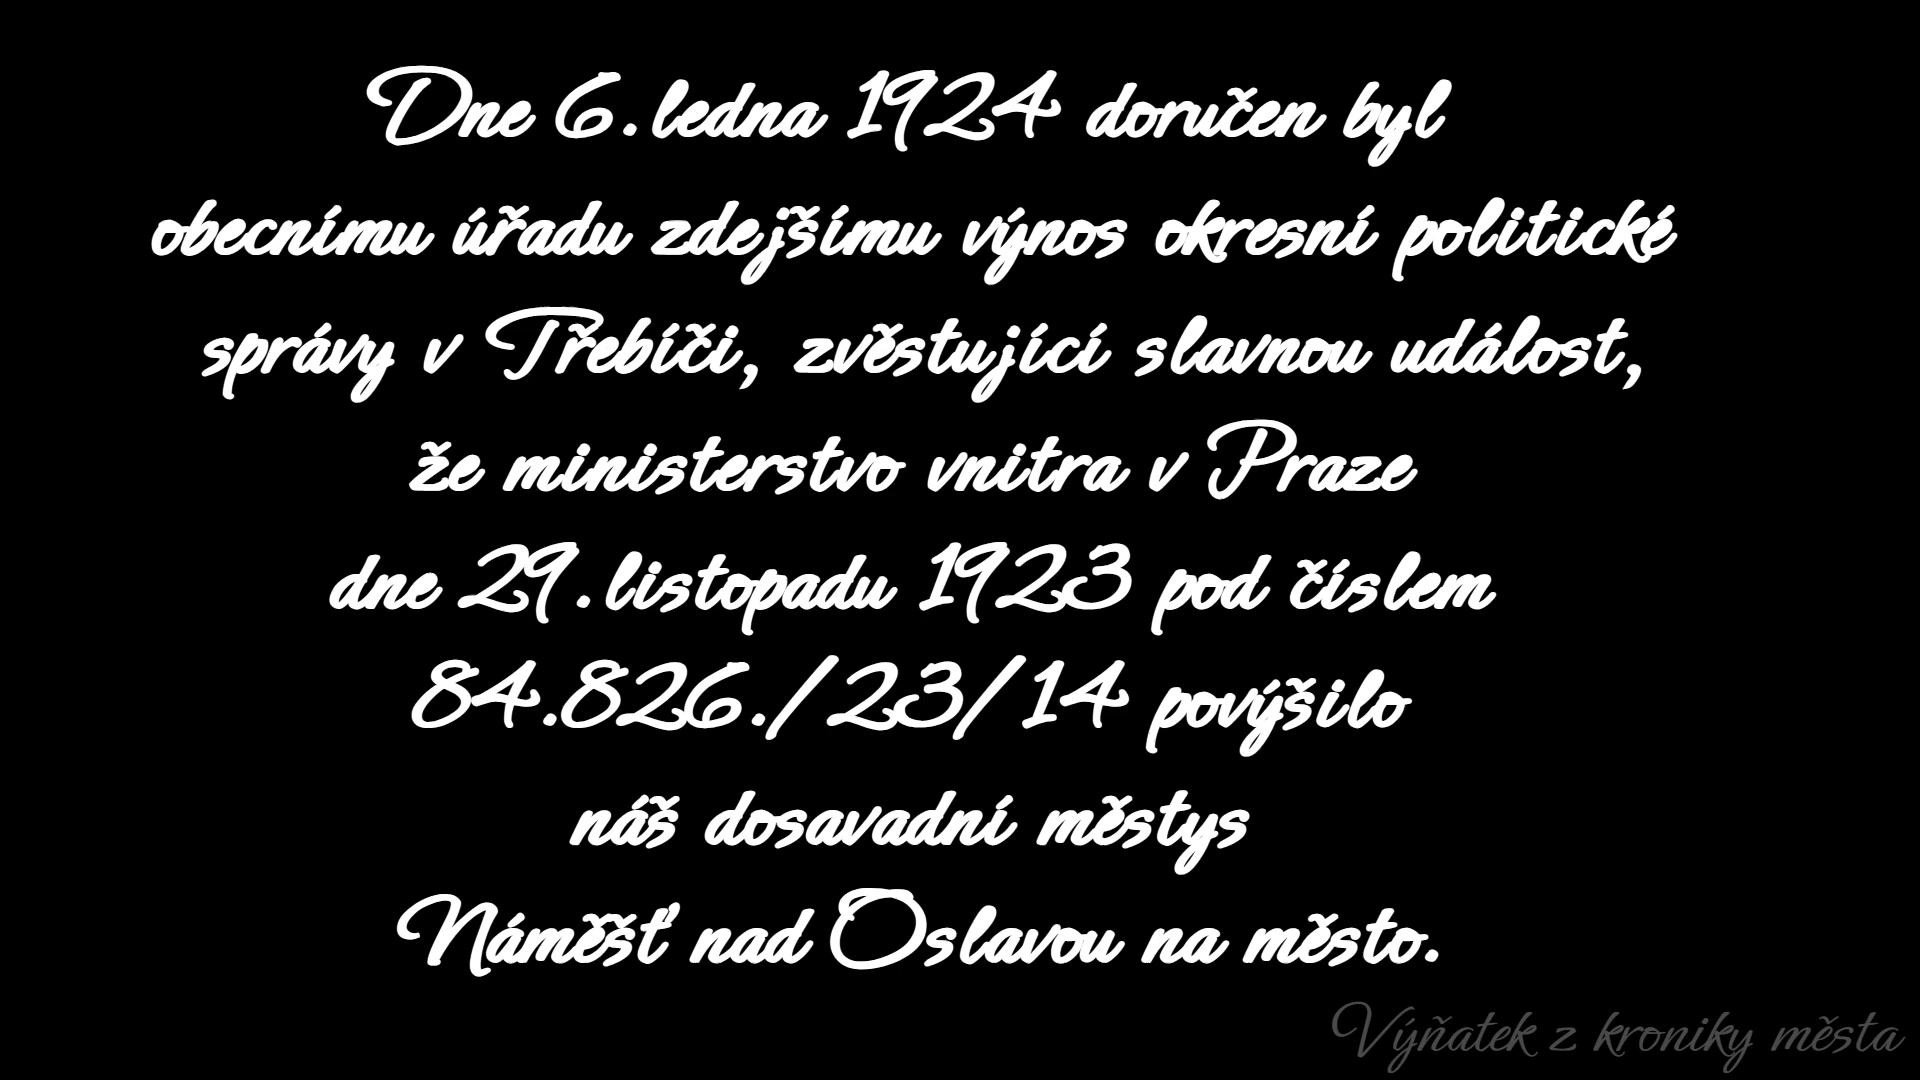 Dne 6.ledna 1924 doručen byl
obecnímu úřadu zdejšímu výnos okresní politické
správy v Třebíči, zvěstující slavnou událost,
že ministerstvo vnitra v Praze
dne 29.listopadu 1923 pod číslem
84.826./23/14 povýšilo
náš dosavadní městys
Náměšť nad Oslavou na město.
Výňatek z kroniky města